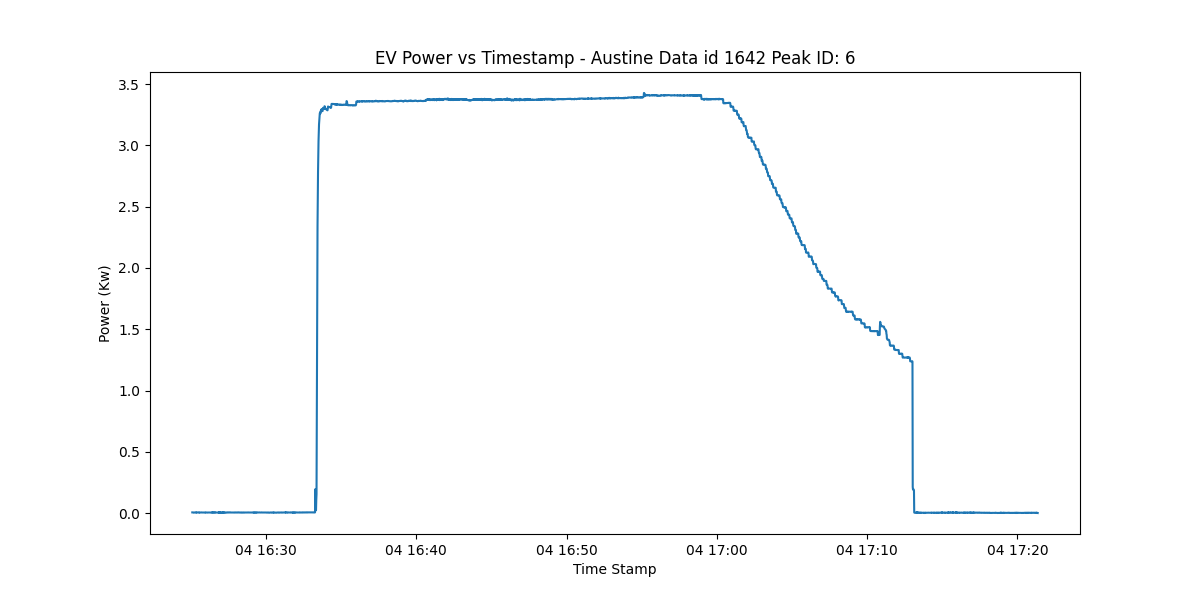 EV Power vs Timestamp - Austine Data id 1642 Peak ID: 6
3.5
3.0
2.5
2.0
1.5
1.0
0.5
0.0
Power (Kw)
04 16:30 04 16:40 04 16:50 04 17:00 04 17:10 04 17:20
Time Stamp